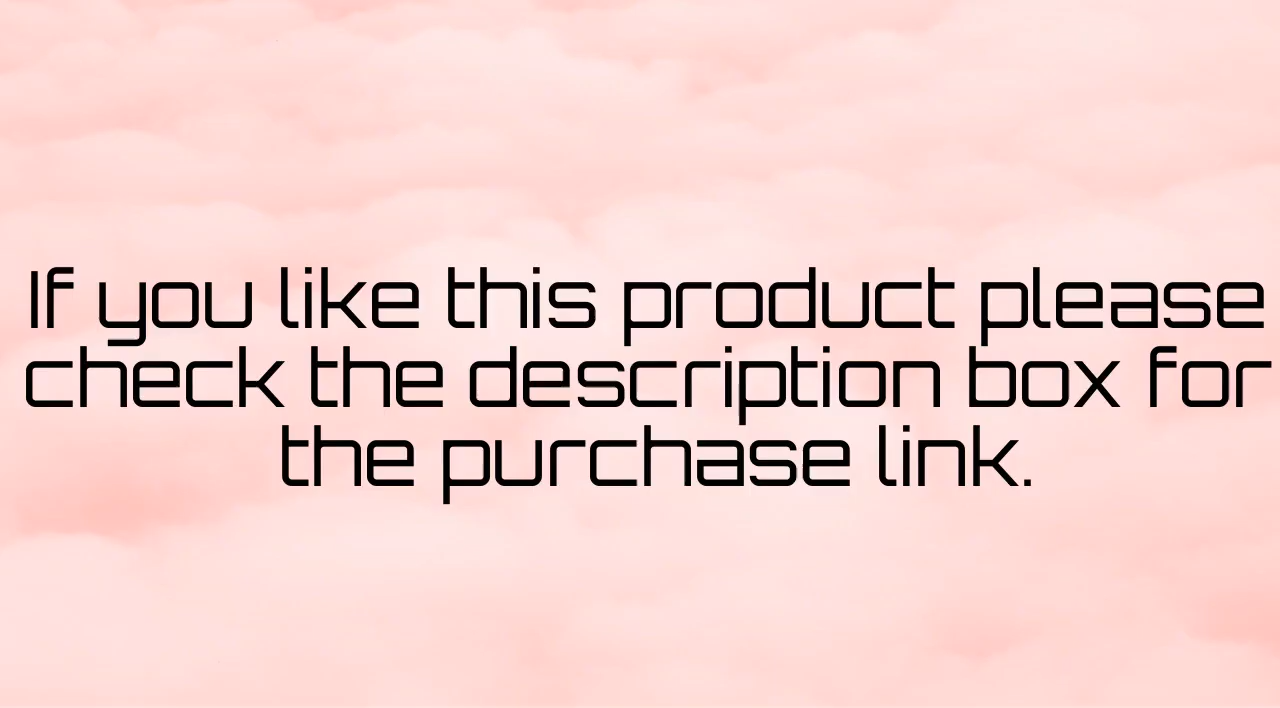 If you like this product please
check the description box for
the purchase link.